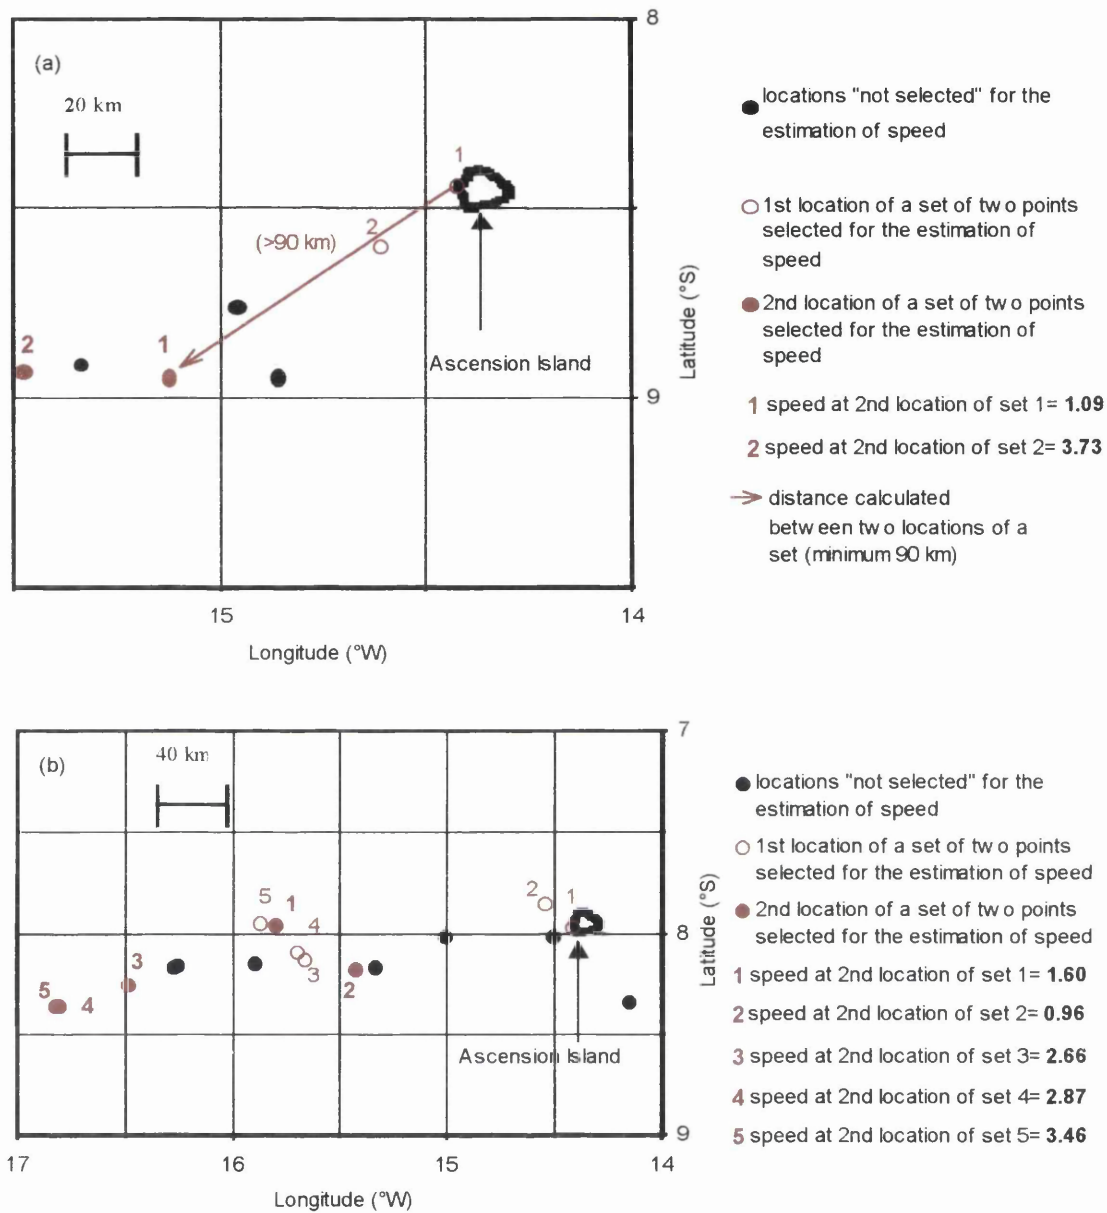 (a)
20 km
8
1
2
(>90 km)
2
1
Ascension Island
9
15
14
Longitude (°W)
Latitude (°S)
locations "not selected" for the
estimation of speed
1st location of a set of two points
selected for the estimation of
speed
2nd location of a set of two points
selected for the estimation of
speed
1 speed at 2nd location of set 1= 1.09
2 speed at 2nd location of set 2= 3.73
distance calculated
between two locations of a
set (minimum 90 km)
(b)
40 km
7
5
1
4
2
1
8
3
3
2
5
4
Ascension Island
9
17
16
15
14
Longitude (°W)
Latitude (°S)
locations "not selected" for the
estimation of speed
1st location of a set of two points
selected for the estimation of speed
2nd location of a set of two points
selected for the estimation of speed
1 speed at 2nd location of set 1= 1.60
2 speed at 2nd location of set 2= 0.96
3 speed at 2nd location of set 3= 2.66
4 speed at 2nd location of set 4= 2.87
5 speed at 2nd location of set 5= 3.46